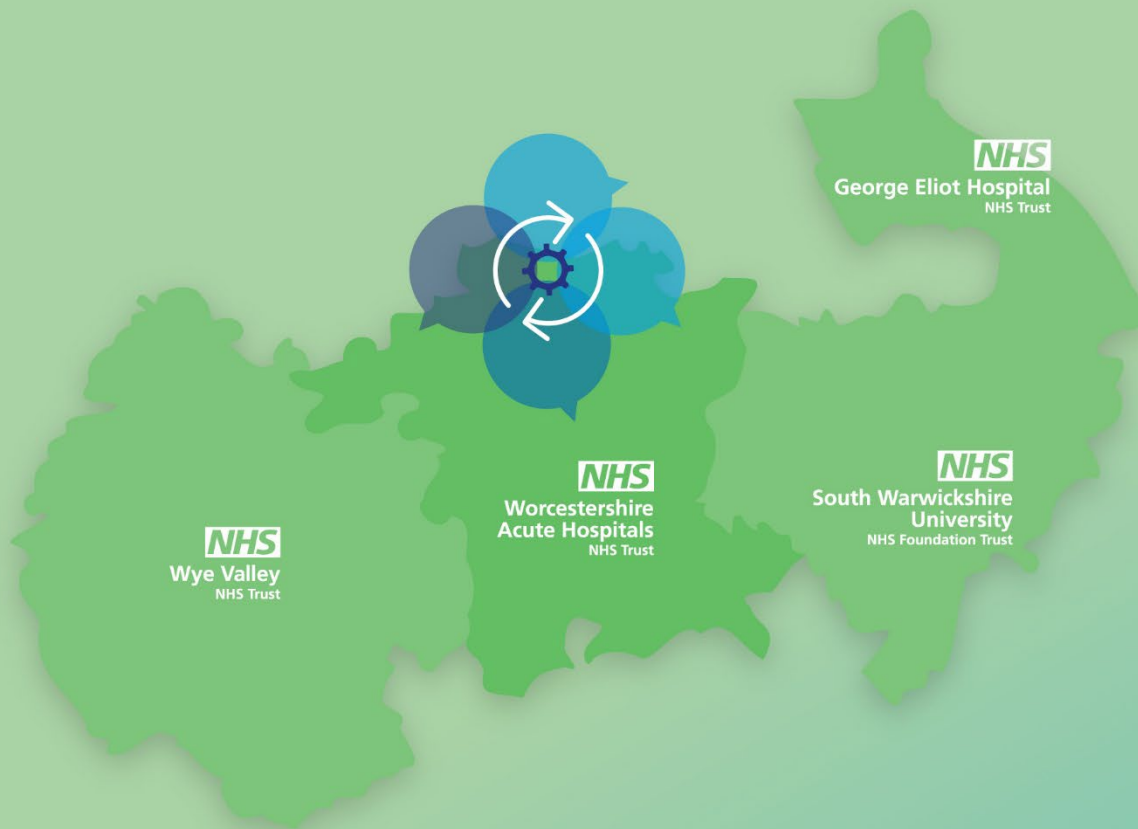 NHS
George Eliot Hospital
NHS Trust
NHS
Wye Valley
NHS Trust
NHS
Worcestershire
Acute Hospitals
NHS Trust
NHS
South Warwickshire
University
NHS Foundation Trust